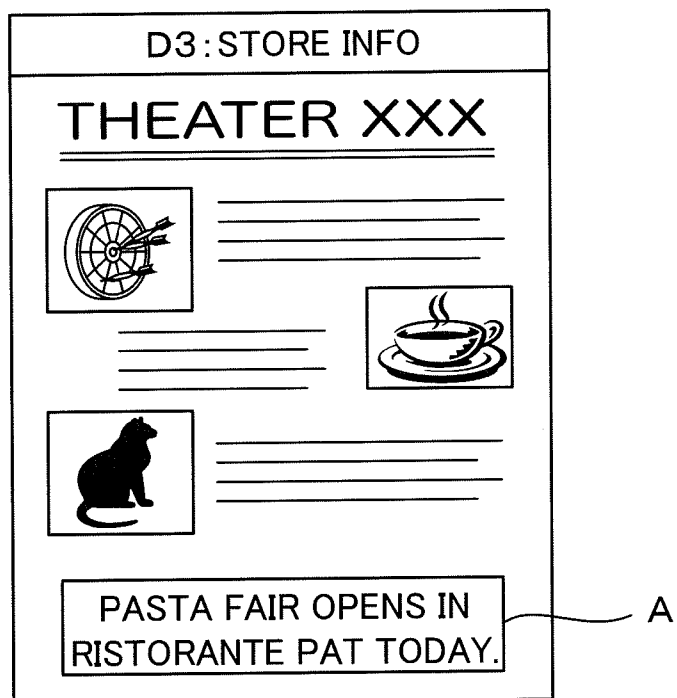 D3:STORE INFO
THEATER XXX
PASTA FAIR OPENS IN
RISTORANTE PAT TODAY.
A